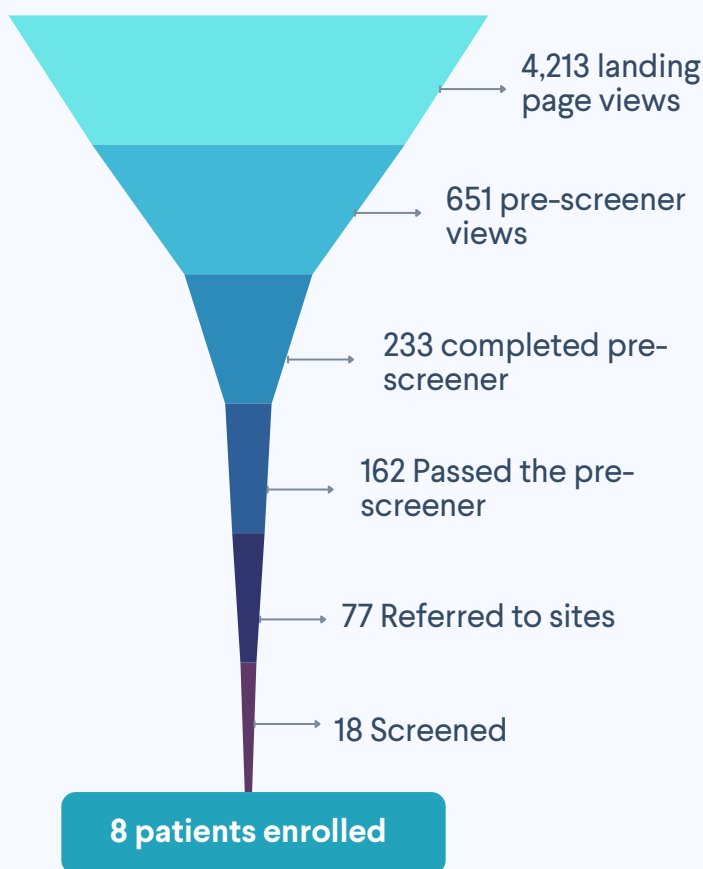 4,213 landing
page views
651 pre-screener
views
233 completed pre-
screener
162 Passed the pre-
screener
77 Referred to sites
18 Screened
8 patients enrolled